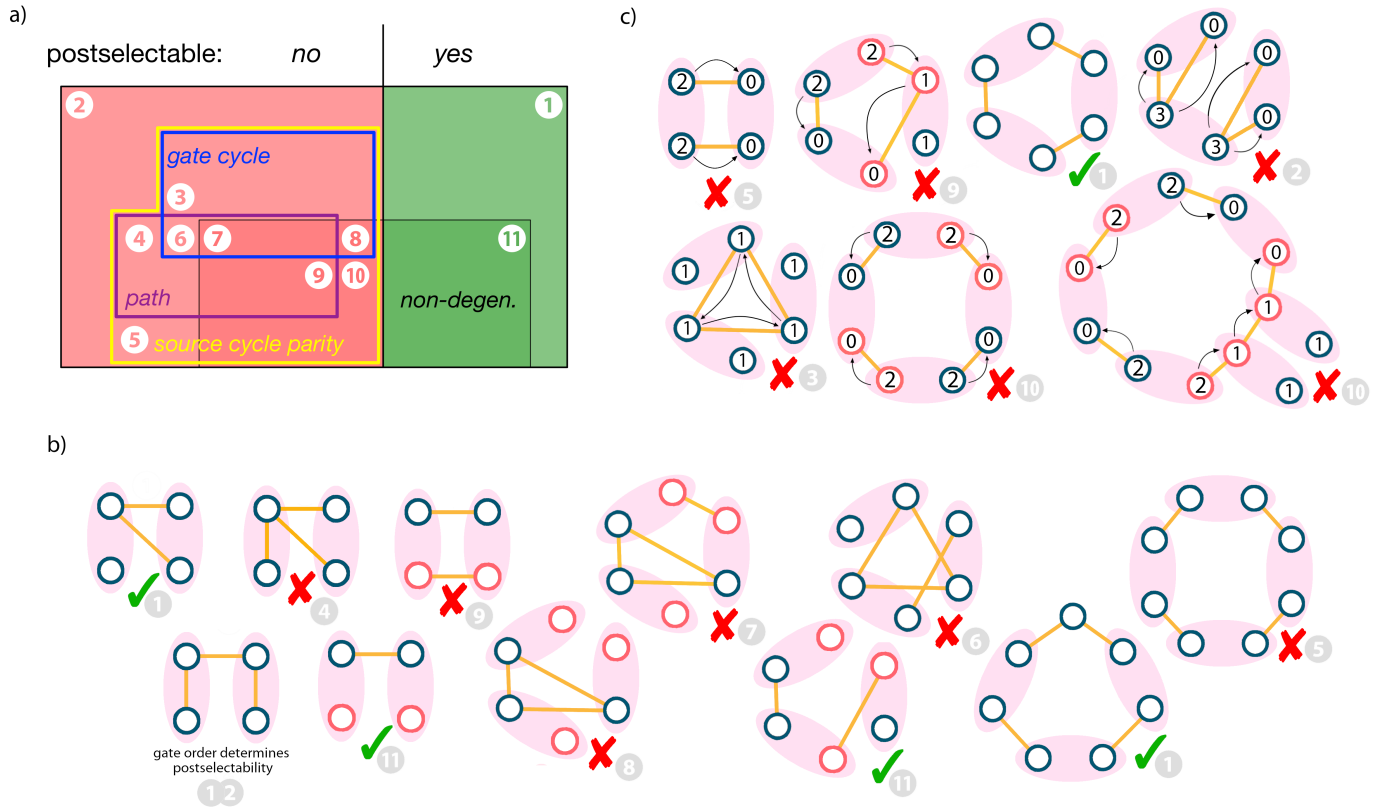 a)
postselectable: no yes
2 1
gate cycle
3
4 6 7 8 11
9 10
path non-degen.
5 source cycle parity
c)
2 0 2 1 0 0
2 0
2 0 0 1 3 0
0 3
5 9 1 2
1 2 0
1 1 2 2 2 0
1 1 0 0 0 1
1 0 0 0 1 1
3 2 2 10 2 2 1 10
b)
1 4 9 7 6 5
gate order determines
postselectability
1 2
11 8 11 1